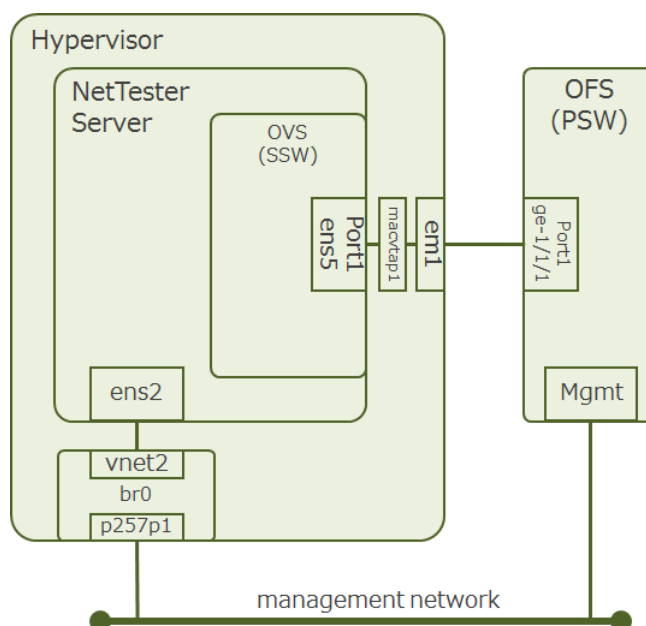 Hypervisor
NetTester
Server
OVS
(SSW)
Port1
ens5
macvtap1
em1
OFS
(PSW)
Port1
ge-1/1/1
ens2
Mgmt
vnet2
br0
p257p1
management network